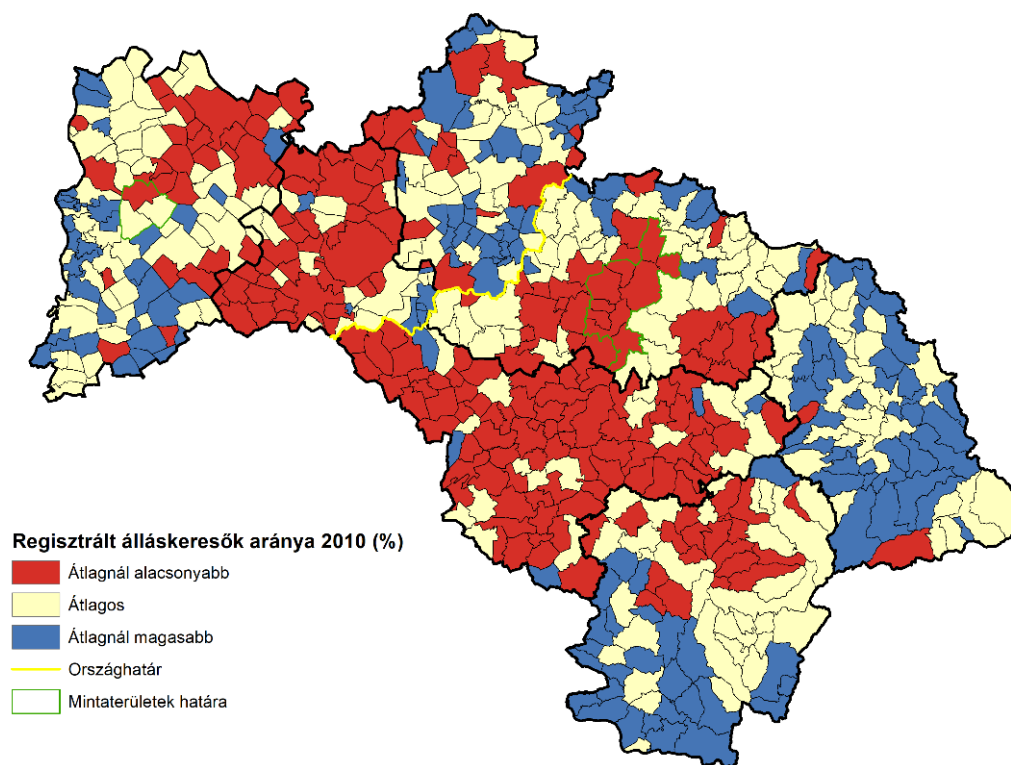 Regisztrált álláskeresők aránya 2010 (%)
Átlagnál alacsonyabb
Átlagos
Átlagnál magasabb
Országhatár
Mintaterületek határa